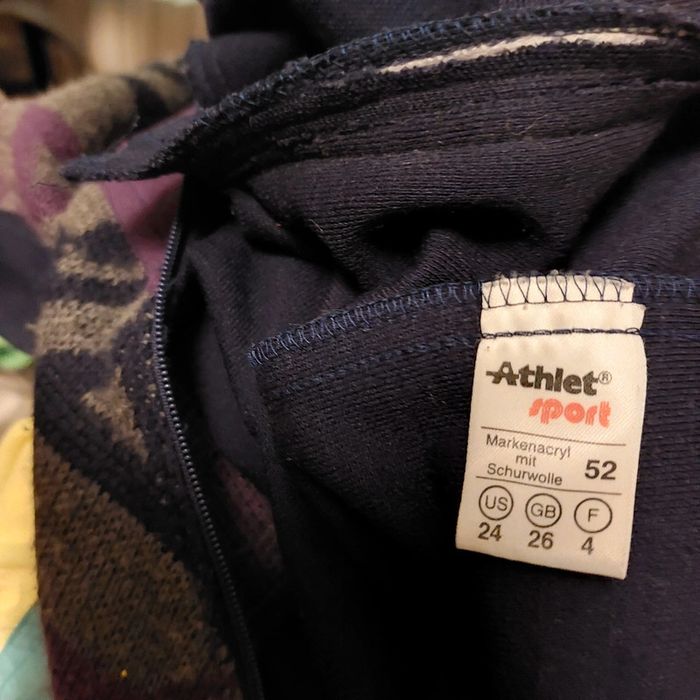 Athlet®
sport
Markenacryl
mit
Schurwolle
52
US GB F
24 26 4